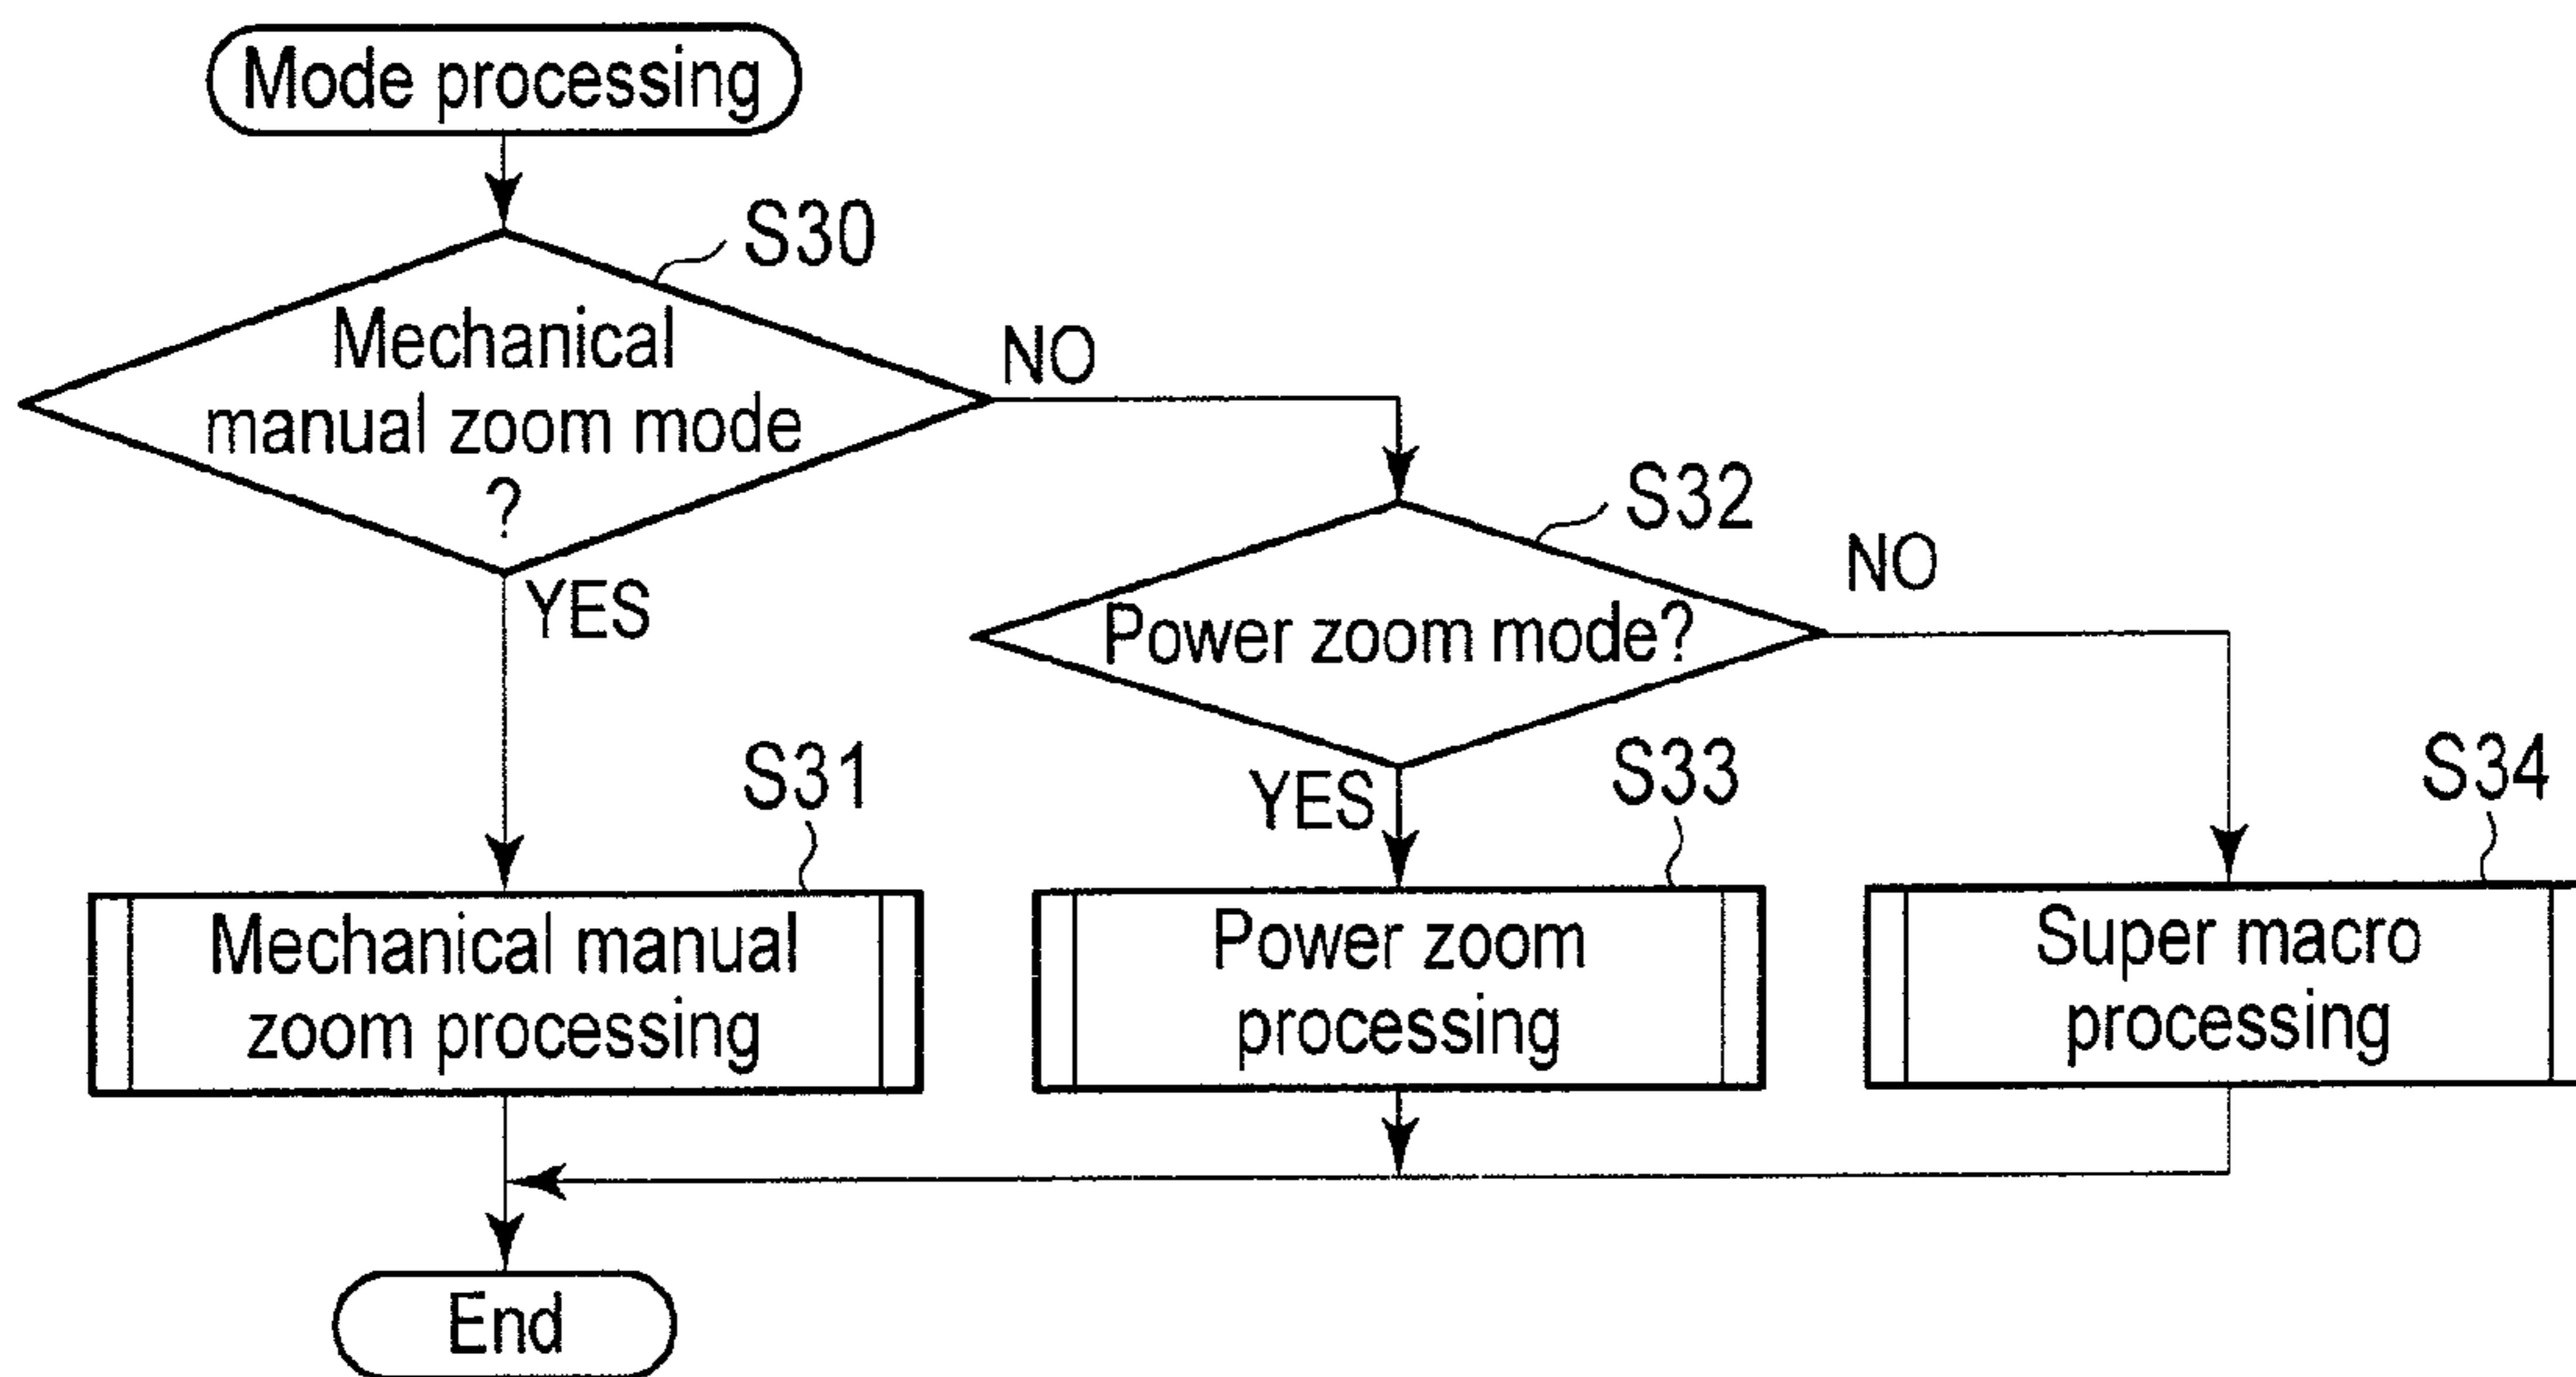 Mode processing
S30
Mechanical
manual zoom mode
?
NO
YES
S32
Power zoom mode?
NO
YES
S31
Mechanical manual
zoom processing
S33
Power zoom
processing
S34
Super macro
processing
End